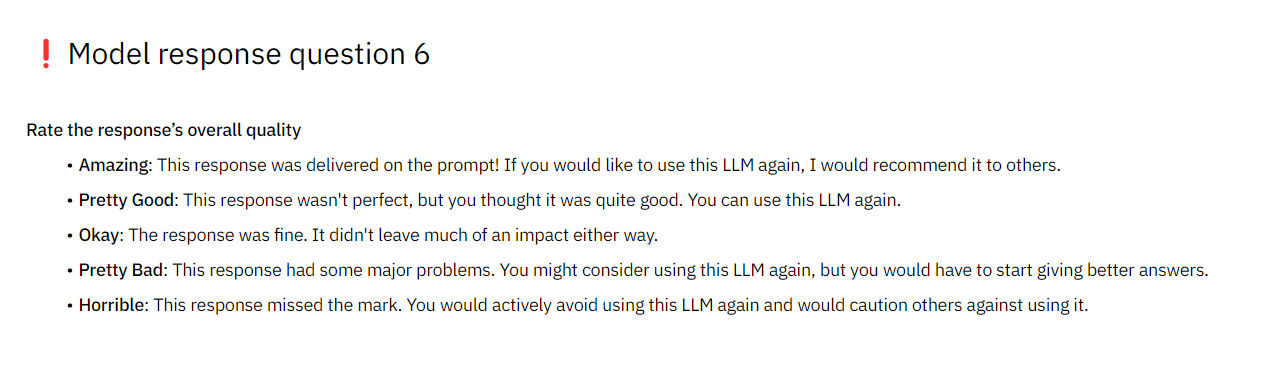 ❗ Model response question 6
Rate the response’s overall quality
• Amazing: This response was delivered on the prompt! If you would like to use this LLM again, I would recommend it to others.
• Pretty Good: This response wasn't perfect, but you thought it was quite good. You can use this LLM again.
• Okay: The response was fine. It didn't leave much of an impact either way.
• Pretty Bad: This response had some major problems. You might consider using this LLM again, but you would have to start giving better answers.
• Horrible: This response missed the mark. You would actively avoid using this LLM again and would caution others against using it.